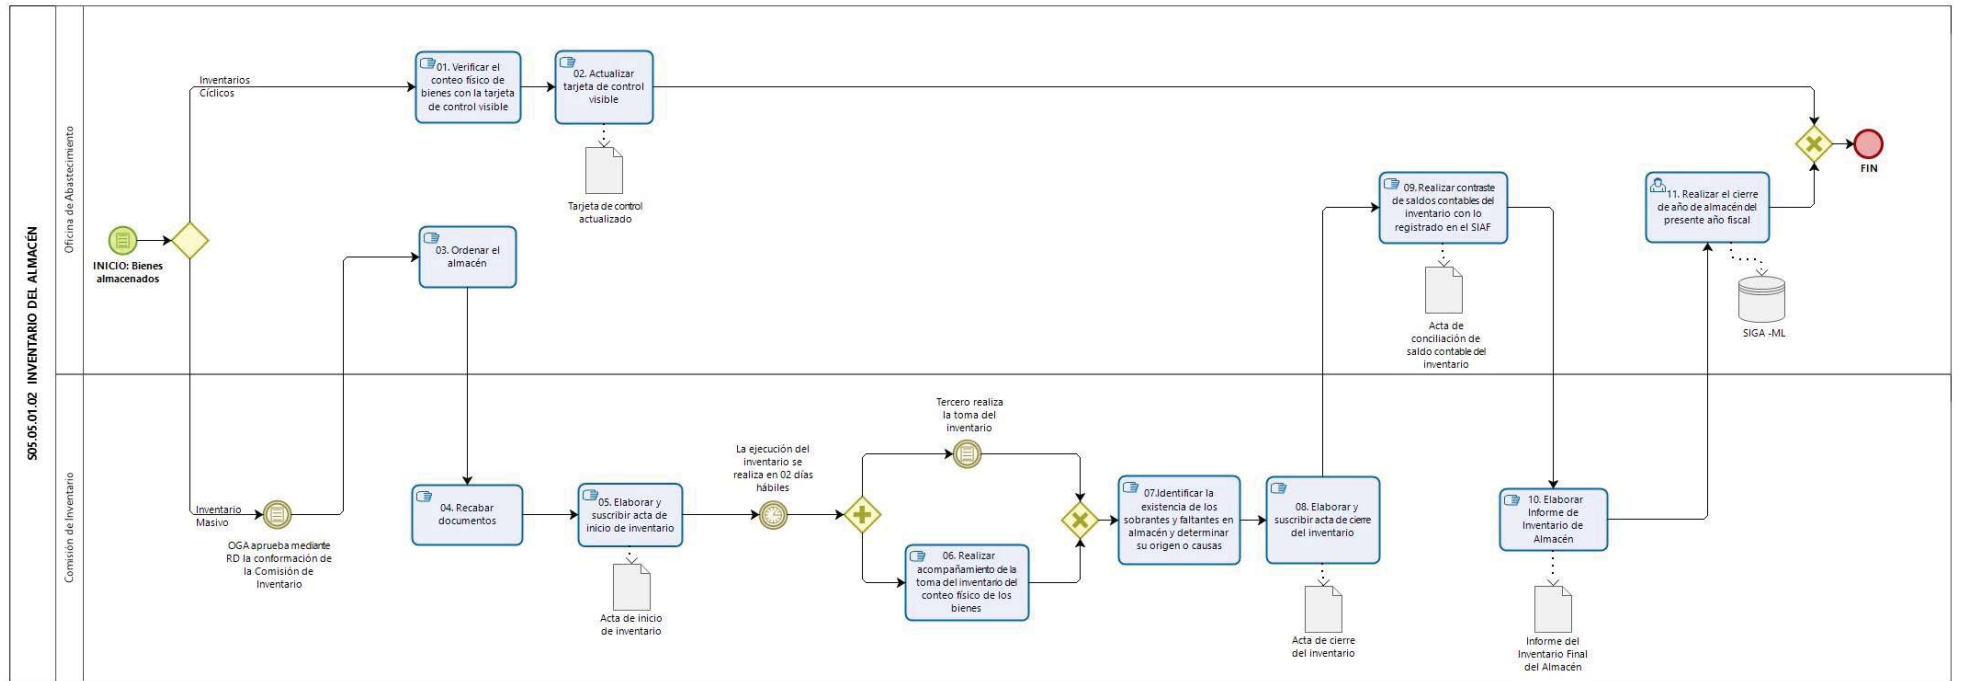 S05.05.01.02 INVENTARIO DEL ALMACÉN
Oficina de Abastecimiento
INICIO: Bienes
almacenados
Inventarios
Cíclicos
01. Verificar el
conteo físico de
bienes con la tarjeta
de control visible
02. Actualizar
tarjeta de control
visible
Tarjeta de control
actualizado
03. Ordenar el
almacén
09. Realizar contraste
de saldos contables del
inventario con lo
registrado en el SIAF
Acta de
conciliación de
saldo contable del
inventario
11. Realizar el cierre
de año de almacén del
presente año fiscal
SIGA -ML
FIN
Comisión de Inventario
Inventario
Masivo
OGA aprueba mediante
RD la conformación de
la Comisión de
Inventario
04. Recabar
documentos
05. Elaborar y
suscribir acta de
inicio de inventario
Acta de inicio
de inventario
La ejecución del
inventario se
realiza en 02 días
hábiles
Tercero realiza
la toma del
inventario
06. Realizar
acompañamiento de la
toma del inventario del
conteo físico de los
bienes
07.Identificar la
existencia de los
sobrantes y faltantes en
almacén y determinar
su origen o causas
08. Elaborar y
suscribir acta de cierre
del inventario
Acta de cierre
del inventario
10. Elaborar
Informe de
Inventario de
Almacén
Informe del
Inventario Final
del Almacén